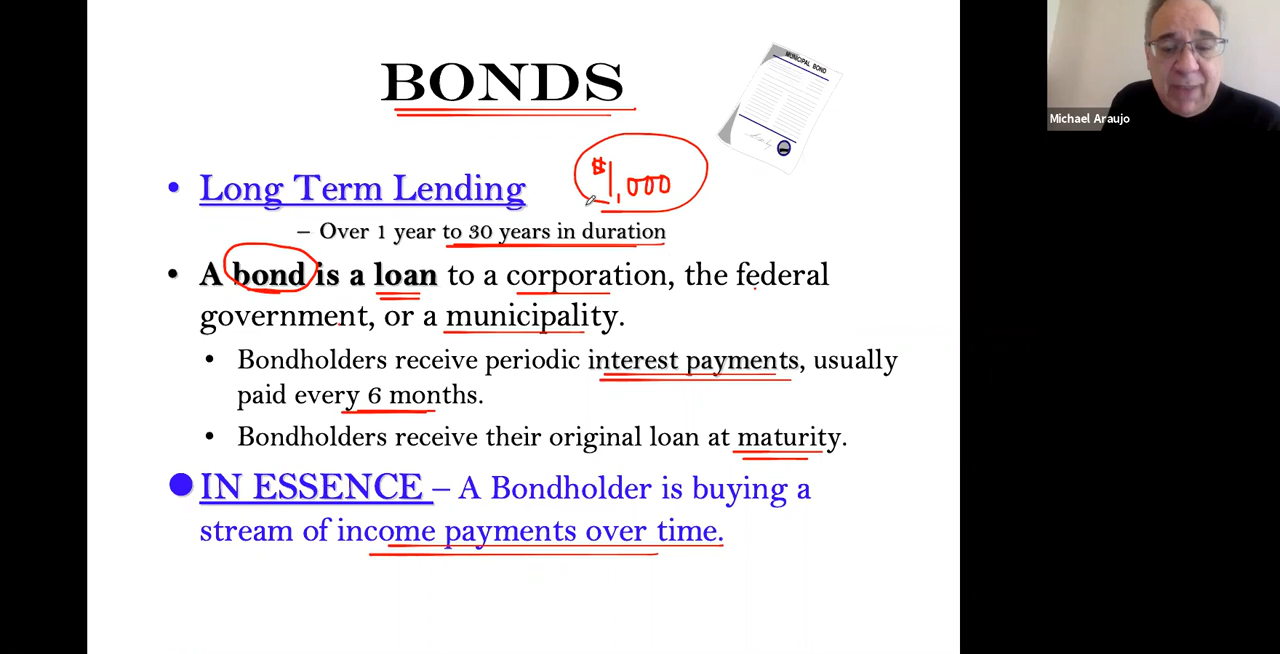 BONDS
MUNICIPAL BOND
Michael Araujo
• Long Term Lending
$1,000
– Over 1 year to 30 years in duration
• A bond is a loan to a corporation, the federal
government, or a municipality.
• Bondholders receive periodic interest payments, usually
paid every 6 months.
• Bondholders receive their original loan at maturity.
● IN ESSENCE – A Bondholder is buying a
stream of income payments over time.